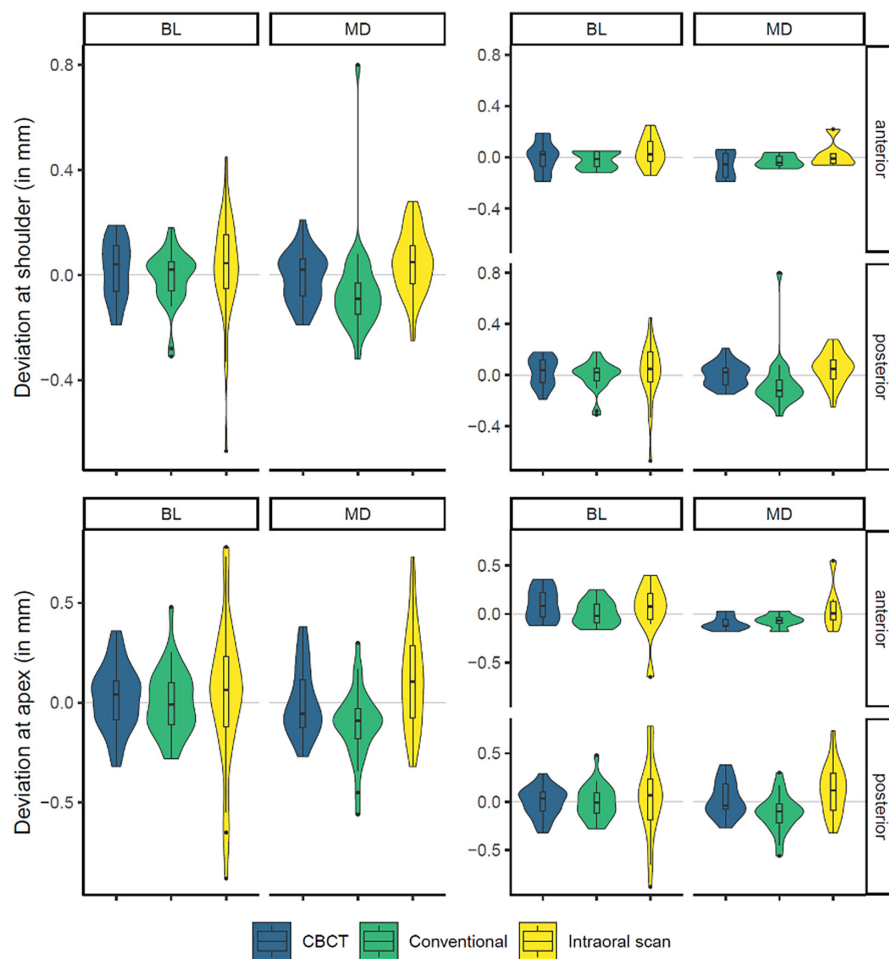 BL MD
Deviation at shoulder (in mm)
0.8
0.4
0.0
−0.4
BL MD
anterior
0.8
0.4
0.0
−0.4
posterior
0.8
0.4
0.0
−0.4
BL MD
Deviation at apex (in mm)
0.5
0.0
−0.5
BL MD
anterior
0.5
0.0
−0.5
posterior
0.5
0.0
−0.5
CBCT Conventional Intraoral scan